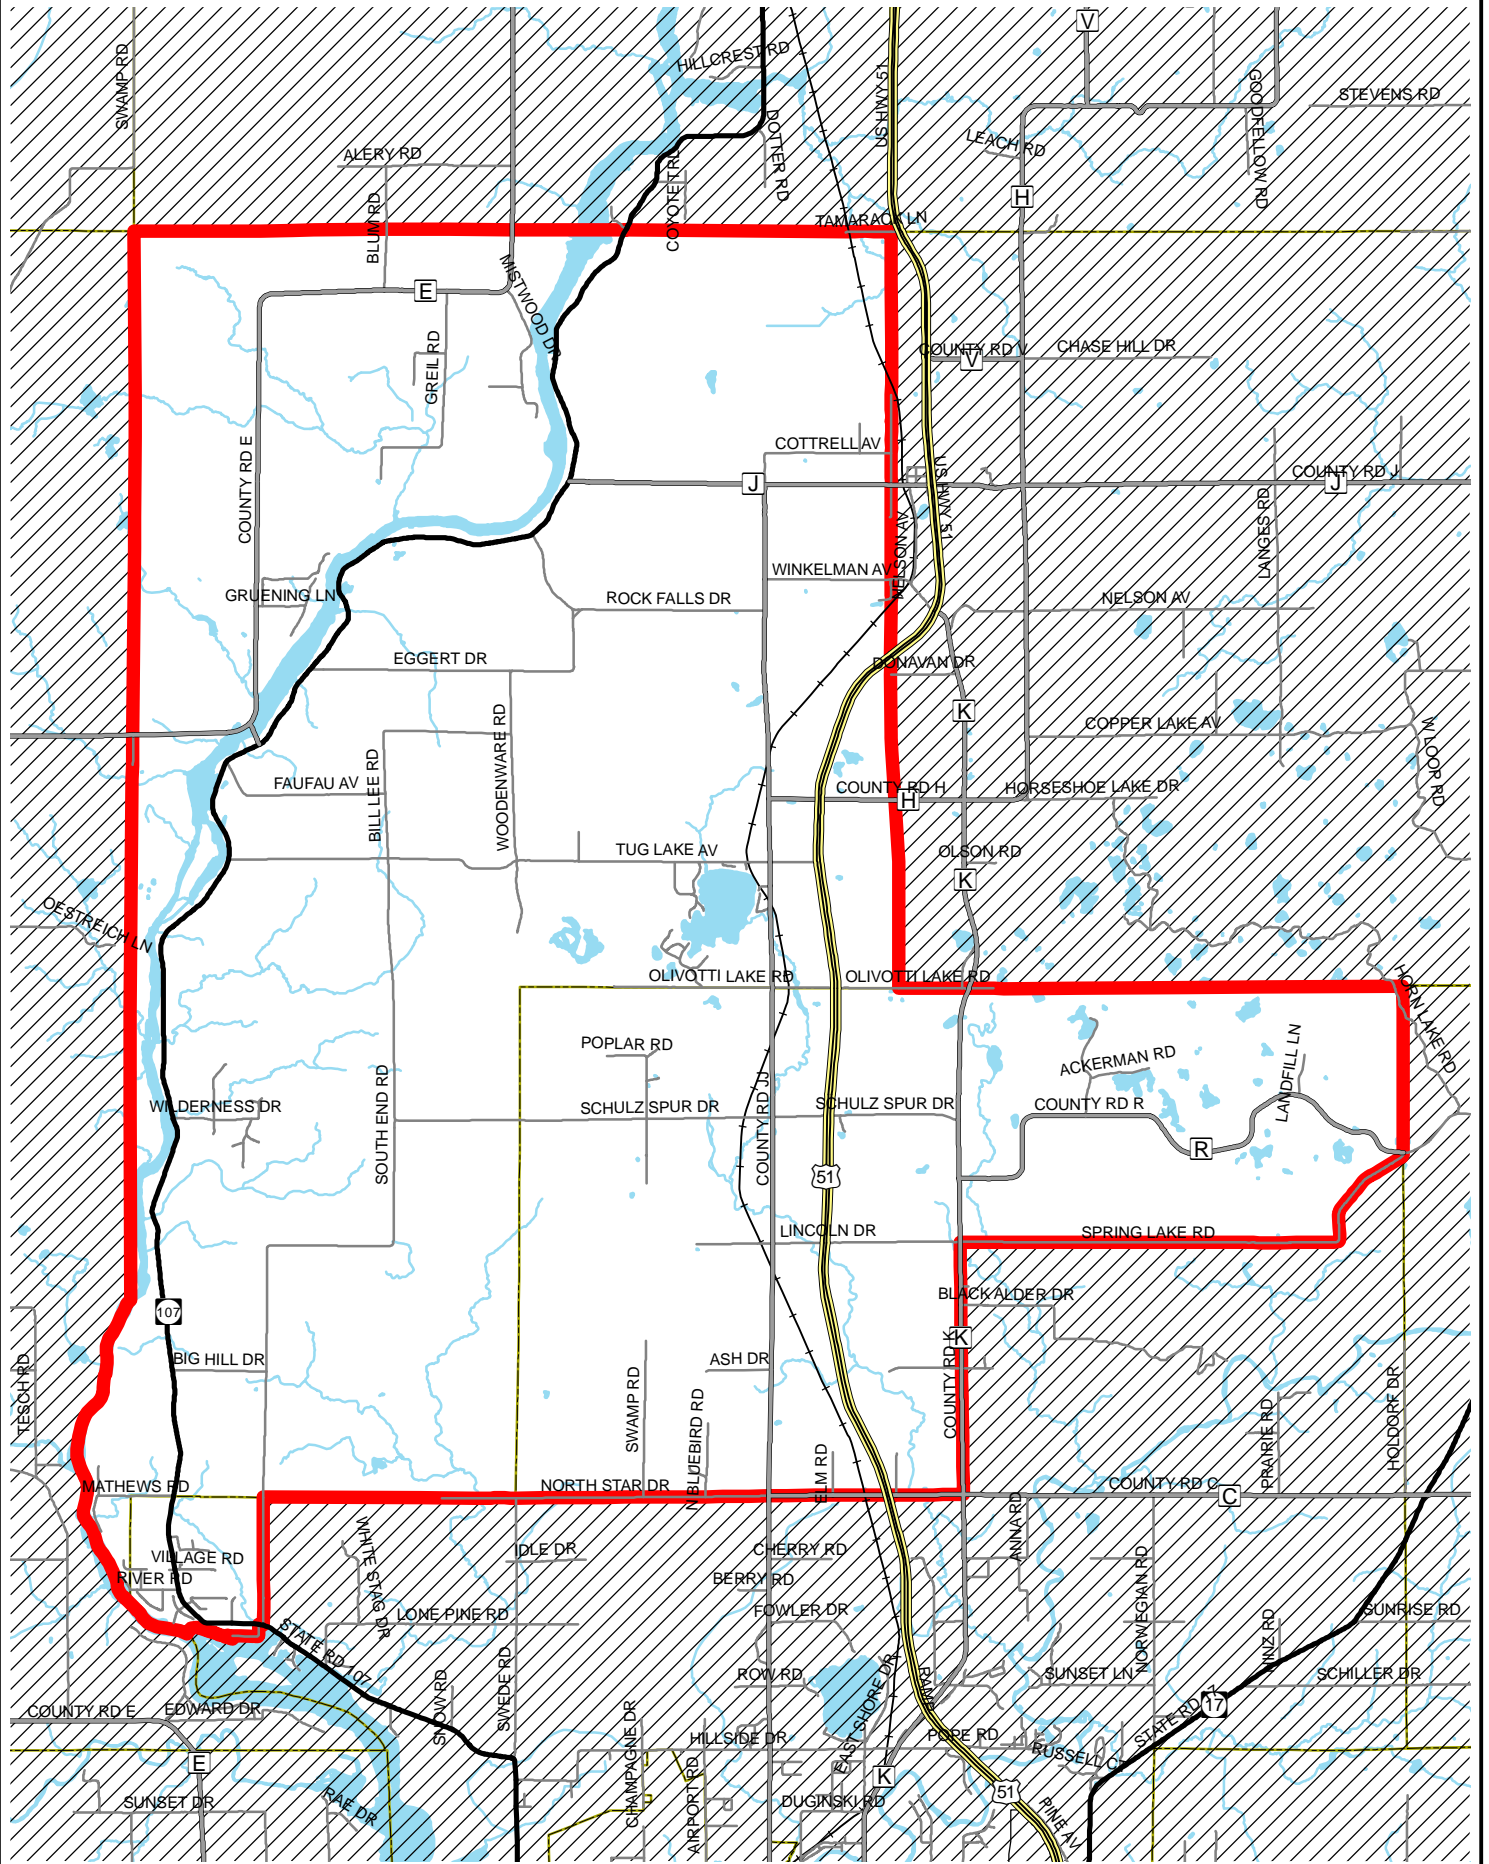 V
HILLCREST RD
SWAMP RD
US HWY 51
GOODFELLOW RD
STEVENS RD
DOTTER RD
LEACH RD
ALERY RD
COYOTE TRL
H
BLUM RD
TAMARACK LN
MISTWOOD DR
E
GREIL RD
COUNTY RD V
V
CHASE HILL DR
COUNTY RD E
COTTRELL AV
US HWY 51
J
COUNTY RD J
J
LANGES RD
NELSON AV
WINKELMAN AV
GRUENING LN
ROCK FALLS DR
NELSON AV
EGGERT DR
DONAVAN DR
K
COPPER LAKE AV
W LOOP RD
WOODENWARE RD
BILL LEE RD
FAUFAU AV
COUNTY RD H
H
HORSESHOE LAKE DR
TUG LAKE AV
OLSON RD
K
OESTREICH LN
OLIVOTTI LAKE RD
OLIVOTTI LAKE RD
HORN LAKE RD
POPLAR RD
ACKERMAN RD
LANDFILL LN
SOUTH END RD
COUNTY RD JJ
WILDERNESS DR
SCHULZ SPUR DR
SCHULZ SPUR DR
COUNTY RD R
R
51
LINCOLN DR
SPRING LAKE RD
107
BLACK ALDER DR
COUNTY RD K
K
TESCH RD
BIG HILL DR
ASH DR
SWAMP RD
N BLUEBIRD RD
ELM RD
PRAIRIE RD
HOLDORF DR
MATHEWS RD
NORTH STAR DR
COUNTY RD C
C
ANNA RD
WHITE STAG DR
VILLAGE RD
IDLE DR
CHERRY RD
RIVER RD
BERRY RD
NORWEGIAN RD
LONE PINE RD
FOWLER DR
SUNRISE RD
STATE RD 107
HINZ RD
SWEDE RD
SNOW RD
ROW RD
EAST SHORE DR
RAMP
SUNSET LN
SCHILLER DR
COUNTY RD E
EDWARD DR
STATE RD 17
17
CHAMPAGNE DR
HILLSIDE DR
POPE RD
RUSSELL CT
E
AIRPORT RD
K
SUNSET DR
RAE DR
DUGINSKI RD
51
PINE AV